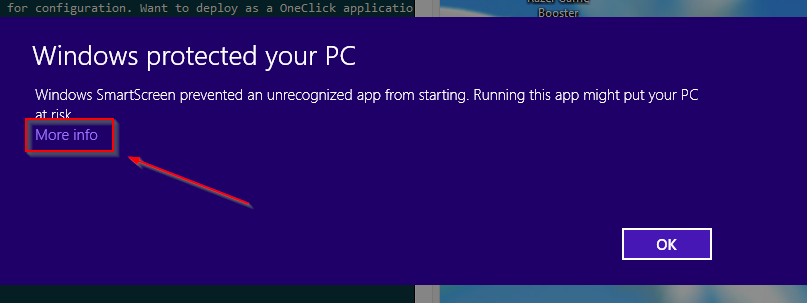 for configuration. Want to deploy as a OneClick applicatio
Razer Game
Booster
Windows protected your PC
Windows SmartScreen prevented an unrecognized app from starting. Running this app might put your PC
at risk
More info
OK